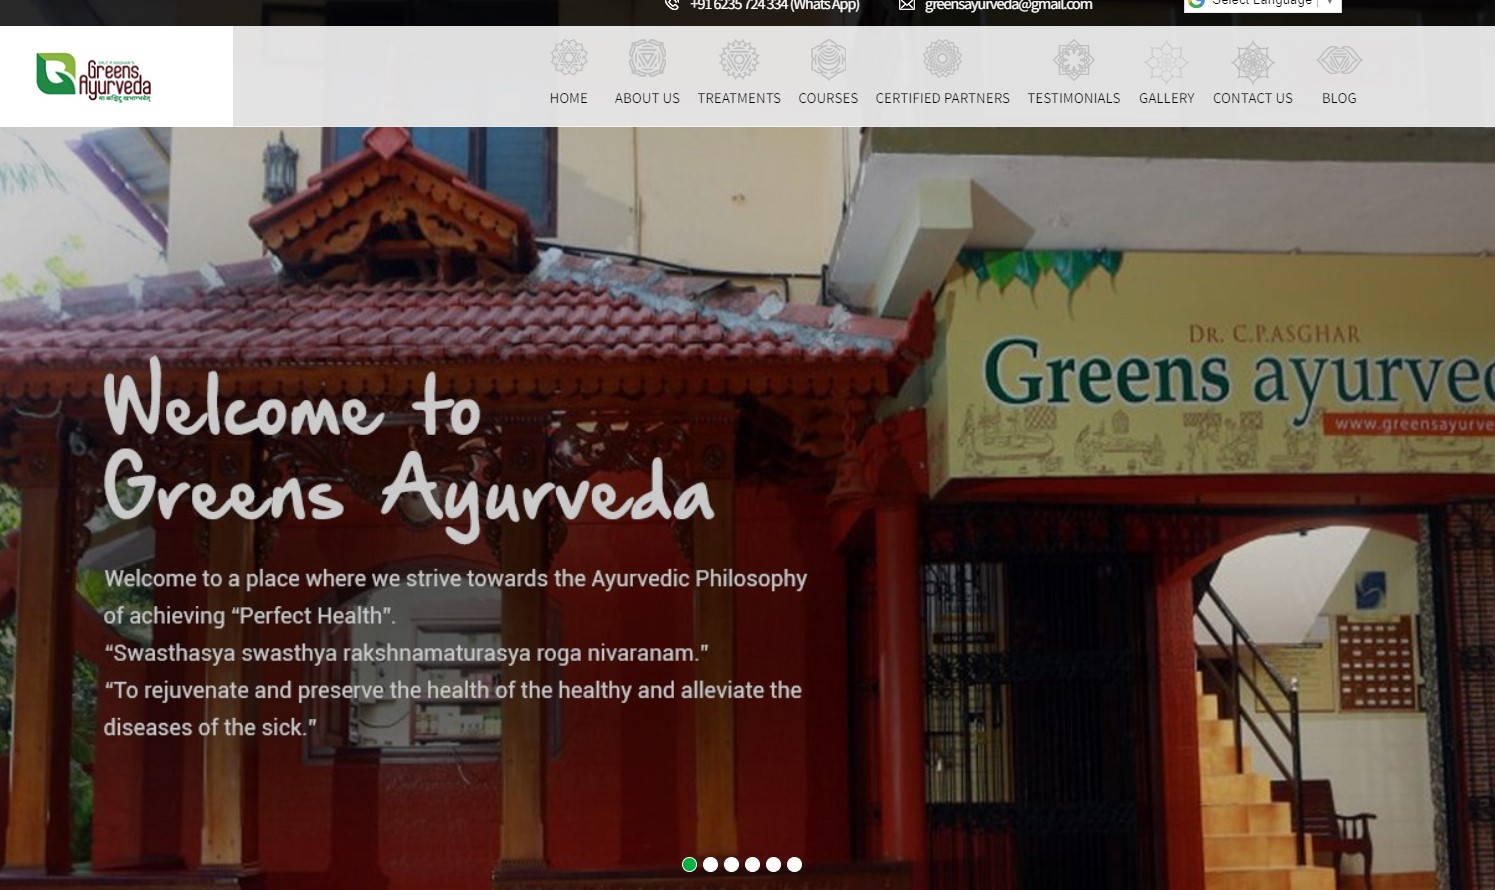 +91 6235 724 334 (Whats App)
greensayurveda@gmail.com
Select Language
Greens
Ayurveda
HOME
ABOUT US
TREATMENTS
COURSES
CERTIFIED PARTNERS
TESTIMONIALS
GALLERY
CONTACT US
BLOG
DR. C.P.ASGHAR
Greens ayurve
www.greensayurve
Welcome to
Greens Ayurveda
Welcome to a place where we strive towards the Ayurvedic Philosophy
of achieving “Perfect Health”.
“Swasthasya swasthya rakshnamaturasya roga nivaranam.”
“To rejuvenate and preserve the health of the healthy and alleviate the
diseases of the sick.”